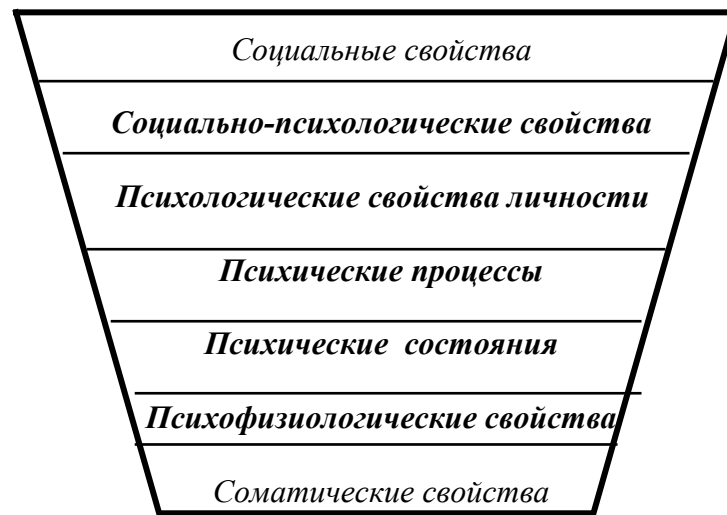 Социальные свойства
Социально-психологические свойства
Психологические свойства личности
Психические процессы
Психические состояния
Психофизиологические свойства
Соматические свойства